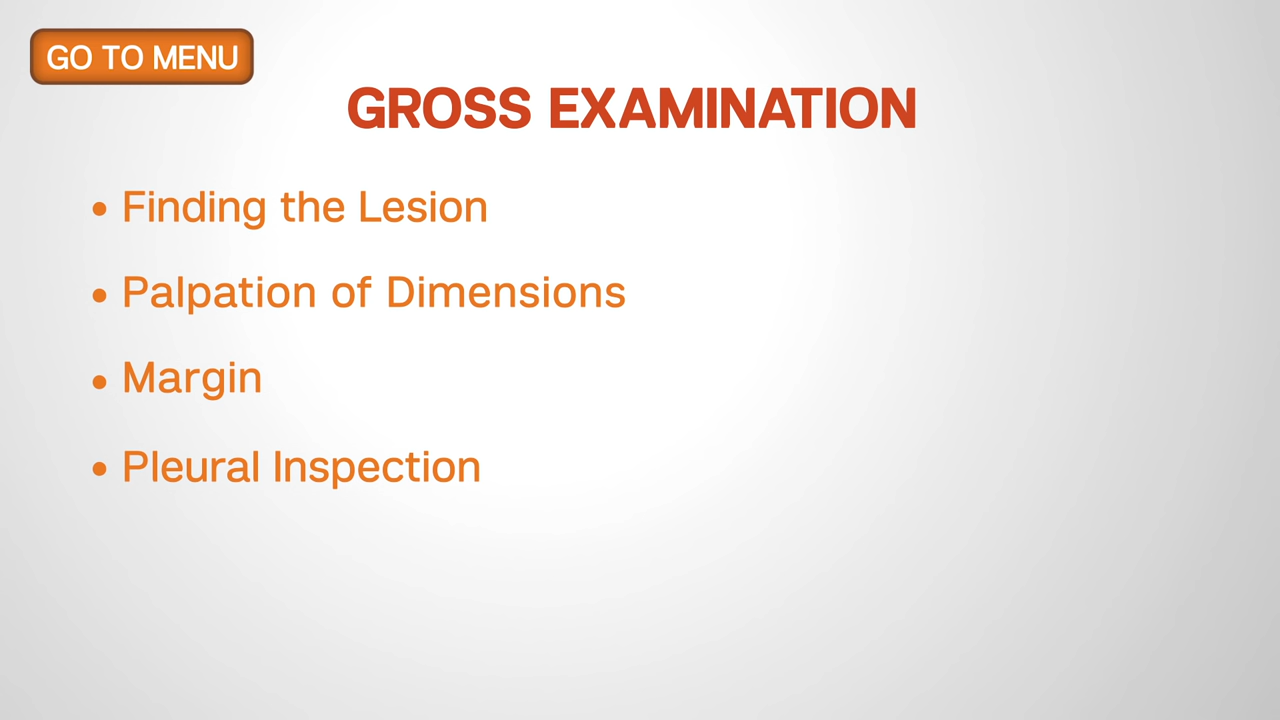 GO TO MENU
GROSS EXAMINATION
• Finding the Lesion
• Palpation of Dimensions
• Margin
• Pleural Inspection